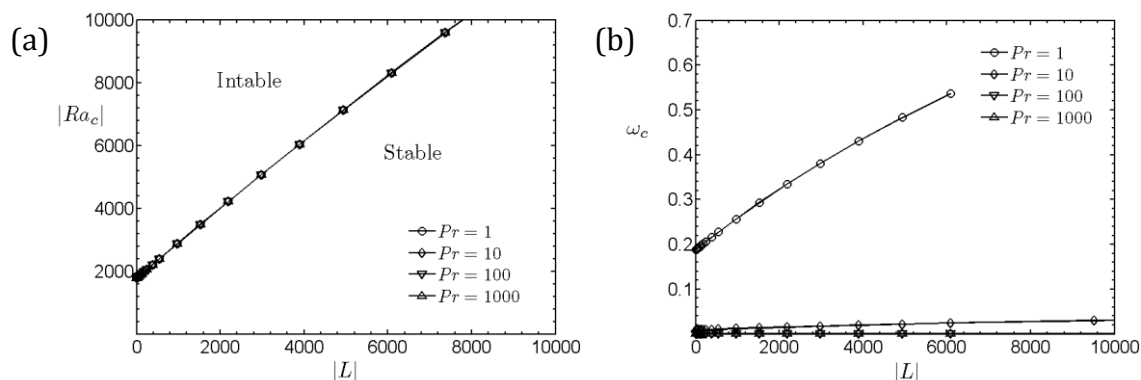 (a)
10000
8000
6000
4000
2000
|Ra_c|
Intable
Stable
Pr = 1
Pr = 10
Pr = 100
Pr = 1000
0 2000 4000 6000 8000 10000
|L|
(b)
0.7
0.6
0.5
0.4
0.3
0.2
0.1
ω_c
Pr = 1
Pr = 10
Pr = 100
Pr = 1000
0 2000 4000 6000 8000 10000
|L|